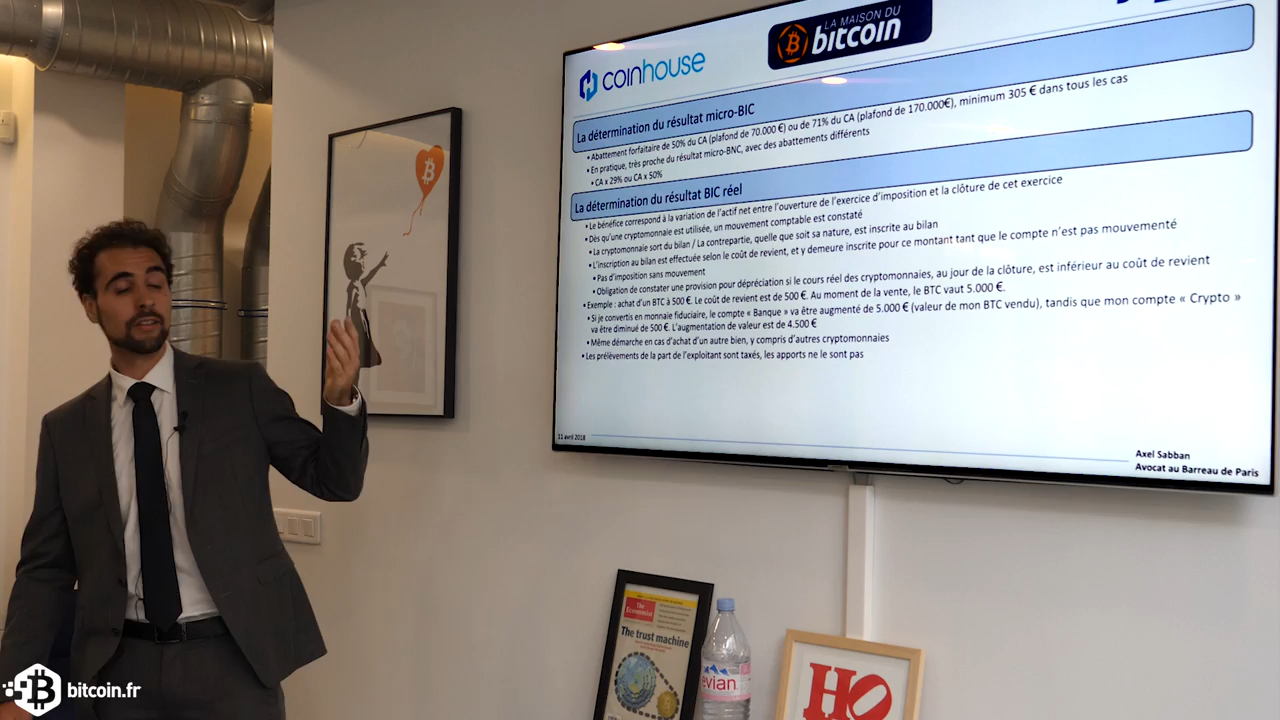 LA MAISON DU
bitcoin
coinhouse
La détermination du résultat micro-BIC
• Abattement forfaitaire de 50% du CA (plafond de 70.000 €) ou de 71% du CA (plafond de 170.000€), minimum 305 € dans tous les cas
• En pratique, très proche du résultat micro-BNC, avec des abattements différents
• CA x 29% ou CA x 50%
La détermination du résultat BIC réel
• Le bénéfice correspond à la variation de l'actif net entre l'ouverture de l'exercice d'imposition et la clôture de cet exercice
• Dès qu'une cryptomonnaie est utilisée, un mouvement comptable est constaté
• La cryptomonnaie sort du bilan / La contrepartie, quelle que soit sa nature, est inscrite au bilan
• L'inscription au bilan est effectuée selon le coût de revient, et y demeure inscrite pour ce montant tant que le compte n'est pas mouvementé
• Pas d'imposition sans mouvement
• Obligation de constater une provision pour dépréciation si le cours réel des cryptomonnaies, au jour de la clôture, est inférieur au coût de revient
• Exemple : achat d'un BTC à 500 €. Le coût de revient est de 500 €. Au moment de la vente, le BTC vaut 5.000 €.
• Si je convertis en monnaie fiduciaire, le compte « Banque » va être augmenté de 5.000 € (valeur de mon BTC vendu), tandis que mon compte « Crypto »
va être diminué de 500 €. L'augmentation de valeur est de 4.500 €
• Même démarche en cas d'achat d'un autre bien, y compris d'autres cryptomonnaies
• Les prélèvements de la part de l'exploitant sont taxés, les apports ne le sont pas
11 avril 2018
Axel Sabban
Avocat au Barreau de Paris
The
Economist
The trust machine
evian
HO
bitcoin.fr